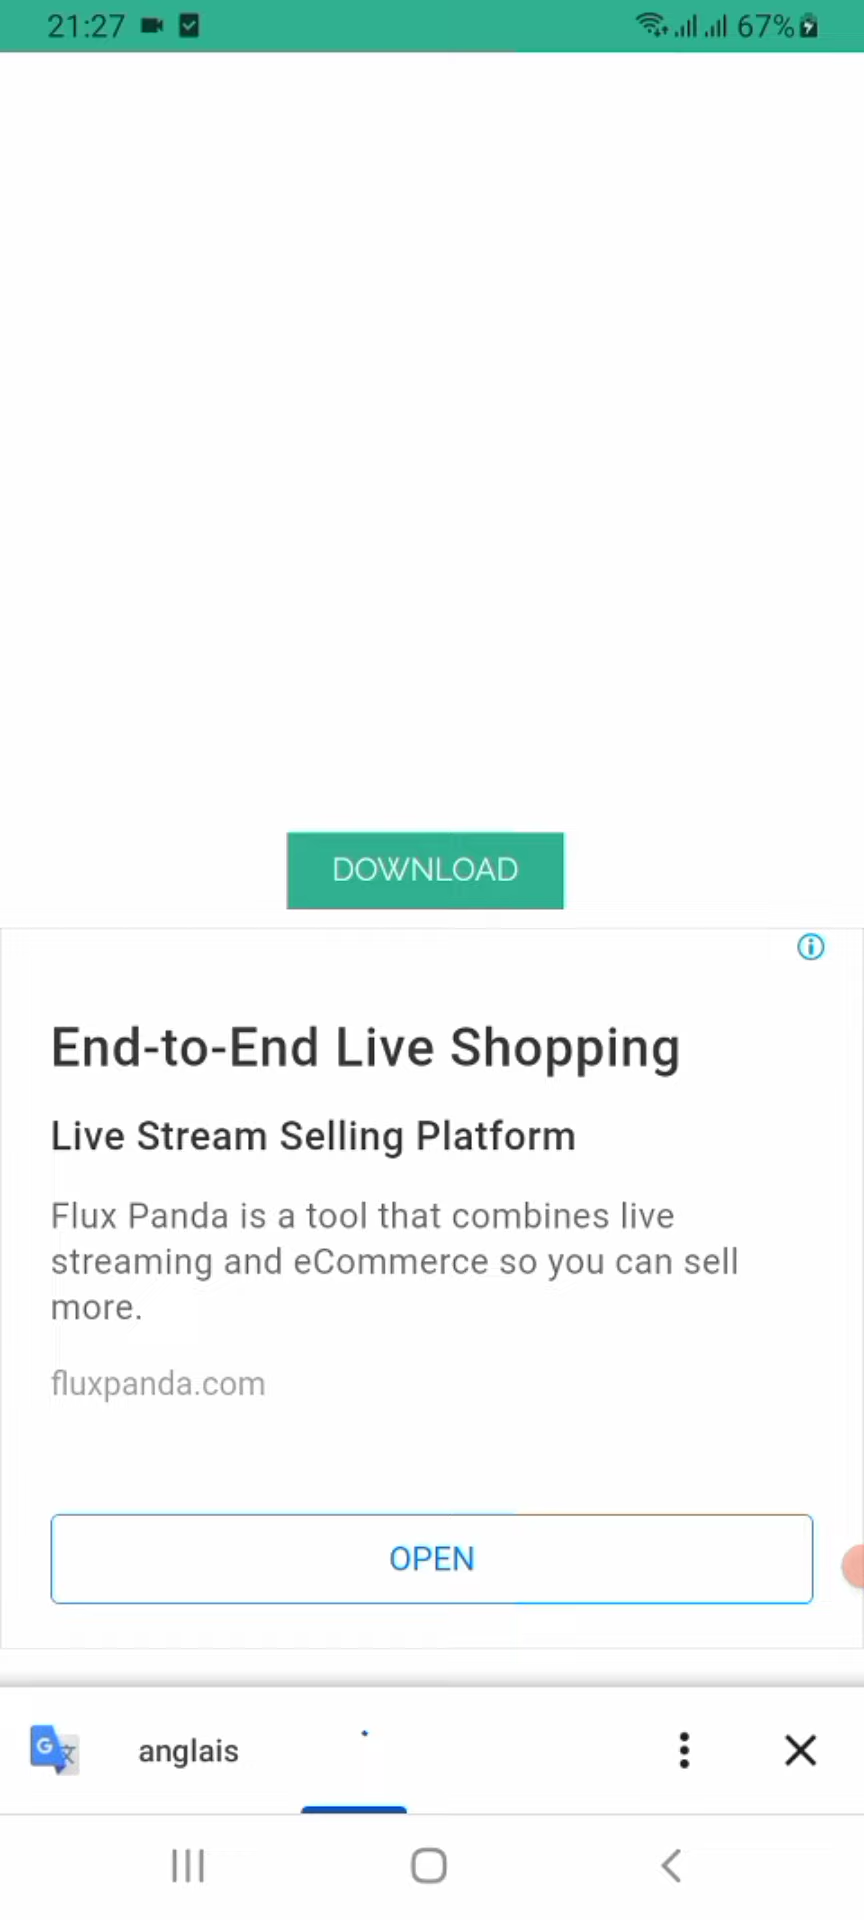 21:27 67%
DOWNLOAD
End-to-End Live Shopping
Live Stream Selling Platform
Flux Panda is a tool that combines live
streaming and eCommerce so you can sell
more.
fluxpanda.com
OPEN
G 文 anglais